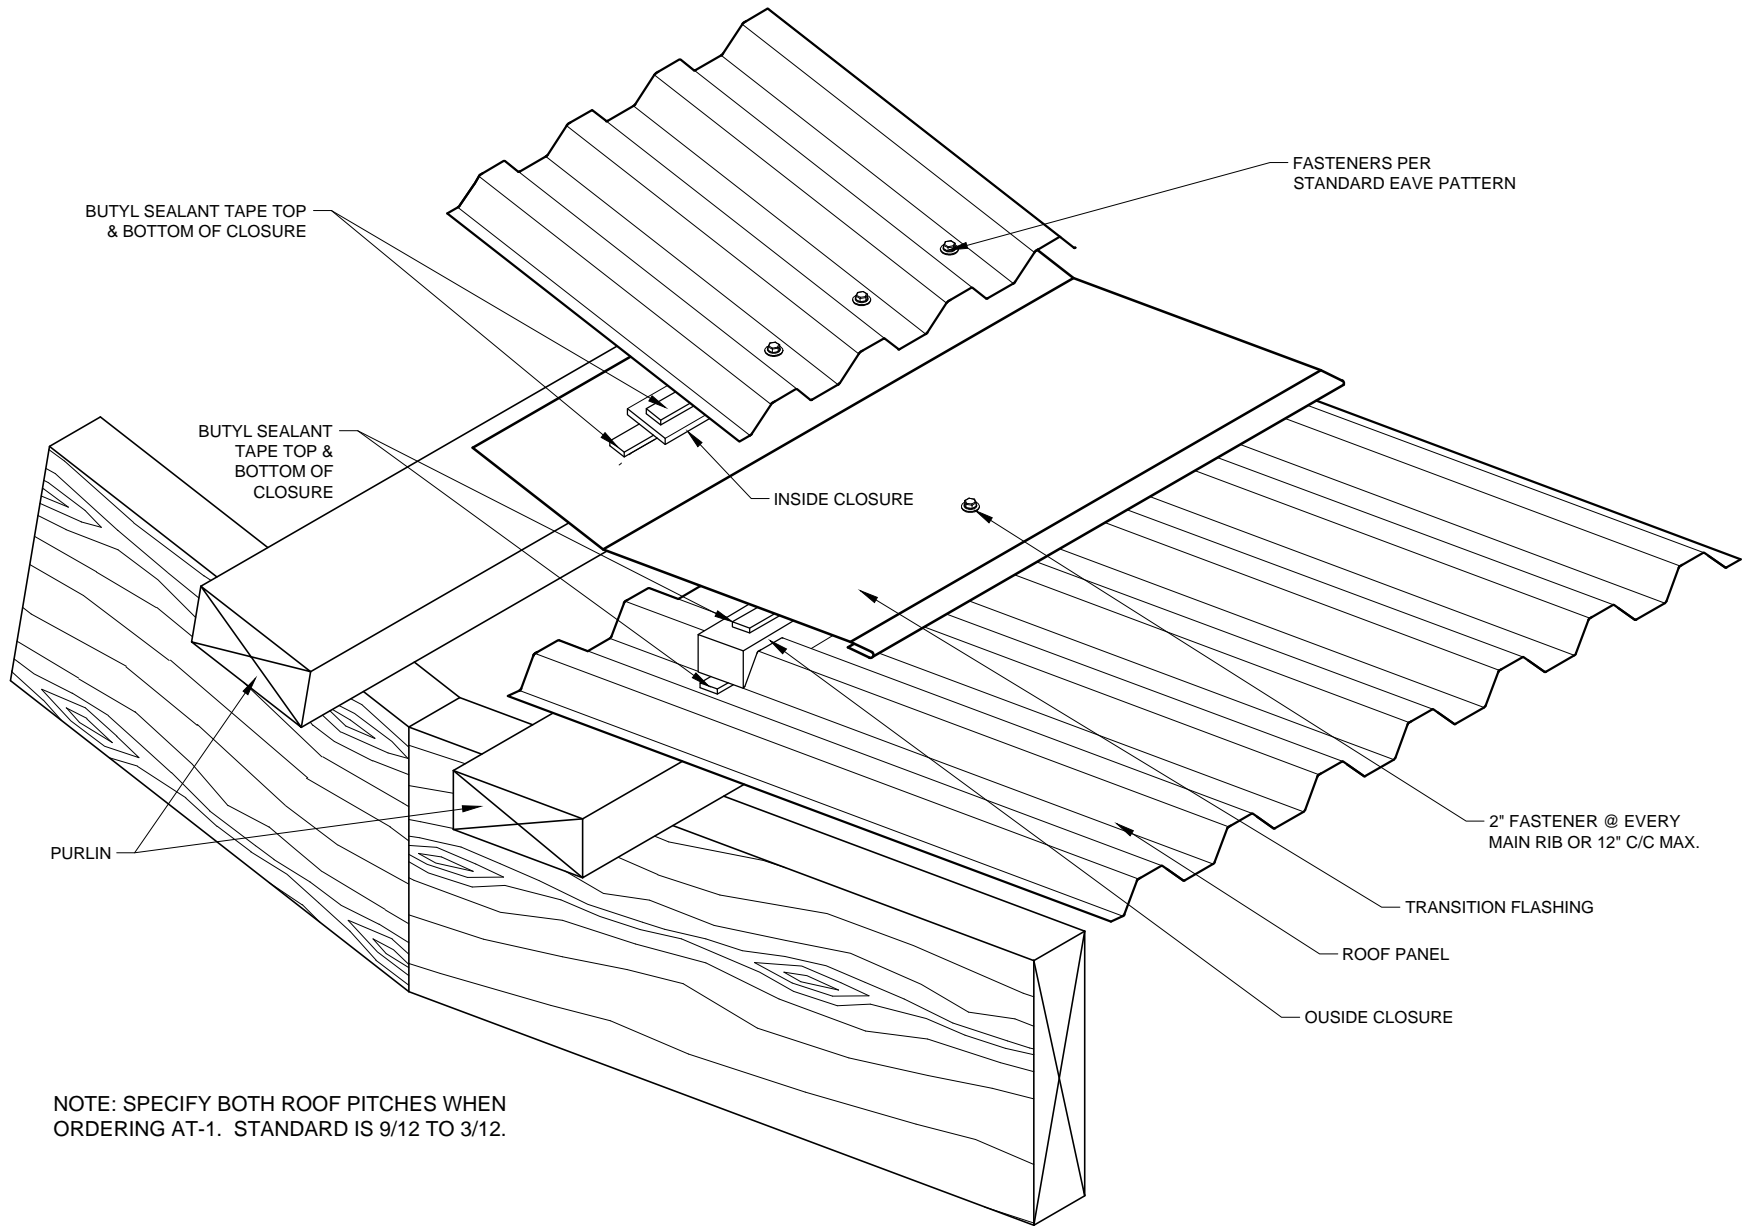 FASTENERS PER
STANDARD EAVE PATTERN
BUTYL SEALANT TAPE TOP
& BOTTOM OF CLOSURE
BUTYL SEALANT
TAPE TOP &
BOTTOM OF
CLOSURE
INSIDE CLOSURE
PURLIN
2" FASTENER @ EVERY
MAIN RIB OR 12" C/C MAX.
TRANSITION FLASHING
ROOF PANEL
OUSIDE CLOSURE
NOTE: SPECIFY BOTH ROOF PITCHES WHEN
ORDERING AT-1. STANDARD IS 9/12 TO 3/12.